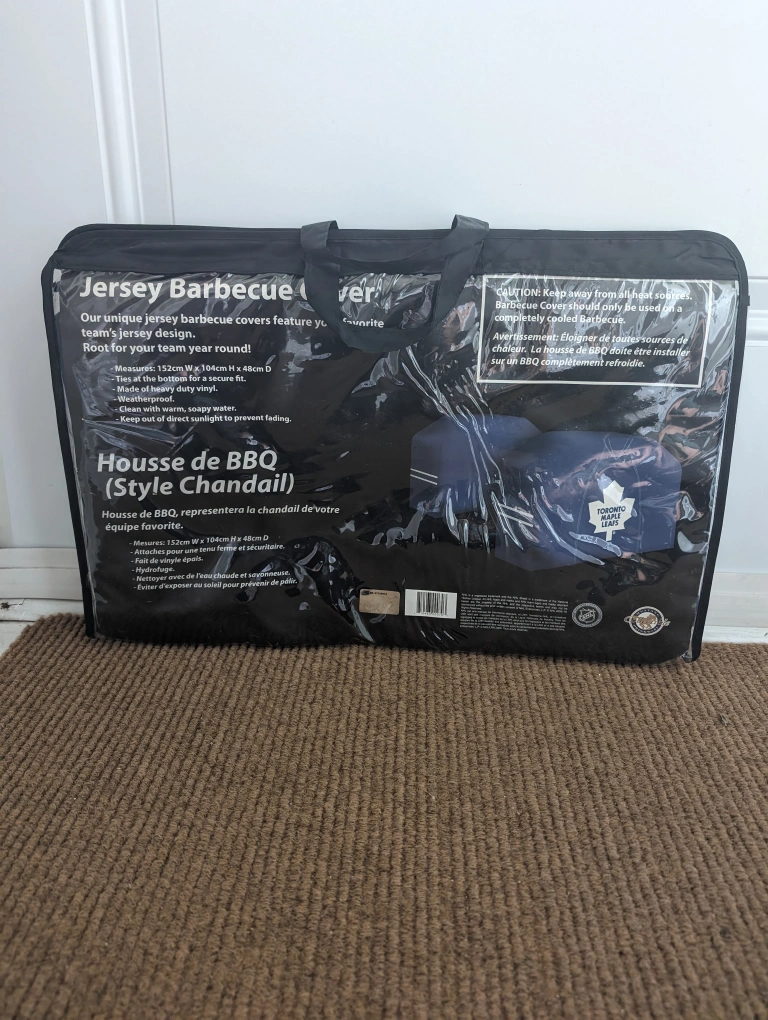 Jersey Barbecue Cover
Our unique jersey barbecue covers feature your favorite
team's jersey design.
Root for your team year round!
- Measures: 152cm W x 104cm H x 48cm D
- Ties at the bottom for a secure fit.
- Made of heavy duty vinyl.
- Weatherproof.
- Clean with warm, soapy water.
- Keep out of direct sunlight to prevent fading.
Housse de BBQ
(Style Chandail)
Housse de BBQ, representera la chandail de votre
équipe favorite.
- Mesures: 152cm W x 104cm H x 48cm D
- Attaches pour une tenu ferme et sécuritaire.
- Fait de vinyle épais.
- Hydrofuge.
- Nettoyer avec de l'eau chaude et savonneuse.
- Éviter d'exposer au soleil pour prévenir de pâlir.
CAUTION: Keep away from all heat sources.
Barbecue Cover should only be used on a
completely cooled Barbecue.
Avertissement: Éloigner de toutes sources de
chaleur. La housse de BBQ doite être installer
sur un BBQ complètement refroidie.
TORONTO
MAPLE
LEAFS
NHL